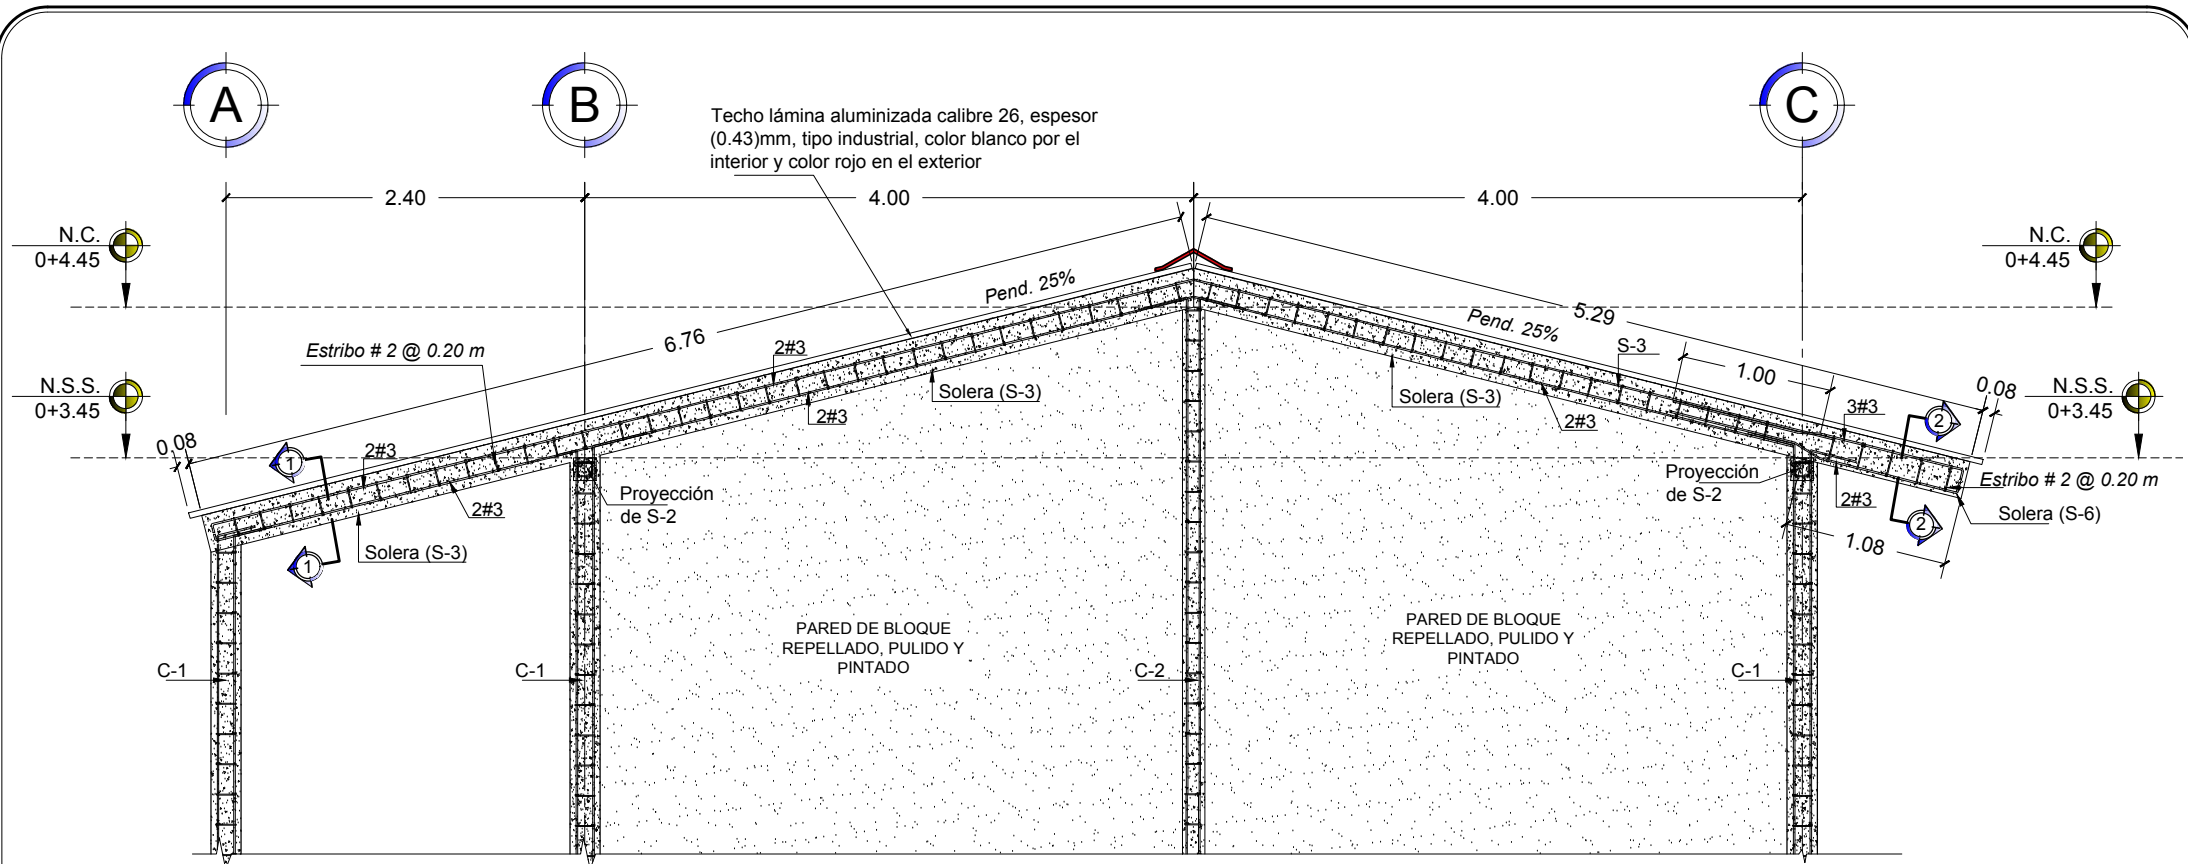 A
B
C
Techo lámina aluminizada calibre 26, espesor
(0.43)mm, tipo industrial, color blanco por el
interior y color rojo en el exterior
2.40
4.00
4.00
N.C.
0+4.45
N.C.
0+4.45
Pend. 25%
5.29
Pend. 25%
6.76
Estribo # 2 @ 0.20 m
2#3
S-3
1.00
N.S.S.
0+3.45
0.08
N.S.S.
0+3.45
Solera (S-3)
2#3
Solera (S-3)
2#3
3#3
2
0.08
1
2#3
2#3
Proyección
de S-2
Proyección
de S-2
2#3
Estribo # 2 @ 0.20 m
Solera (S-6)
2
1.08
Solera (S-3)
1
PARED DE BLOQUE
REPELLADO, PULIDO Y
PINTADO
PARED DE BLOQUE
REPELLADO, PULIDO Y
PINTADO
C-1
C-1
C-2
C-1